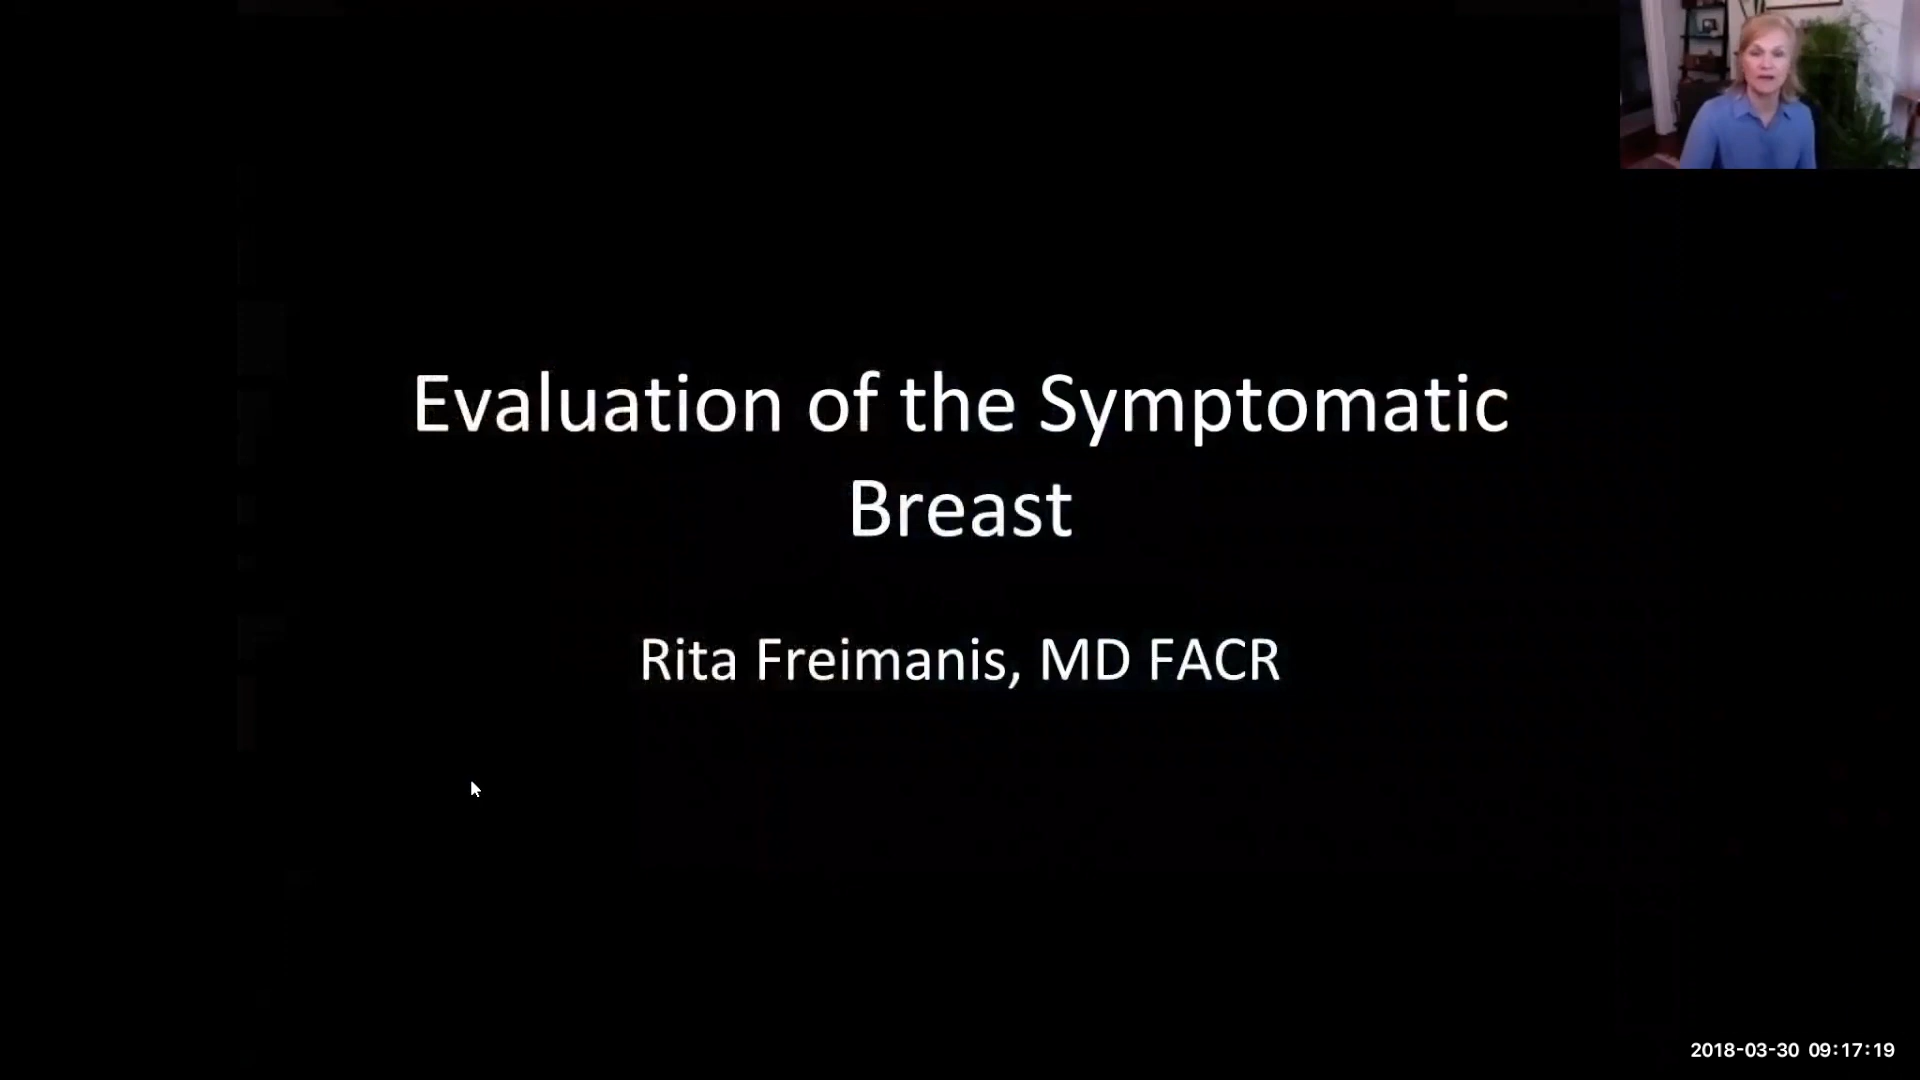 Evaluation of the Symptomatic
Breast
Rita Freimanis, MD FACR
2018-03-30 09:17:19